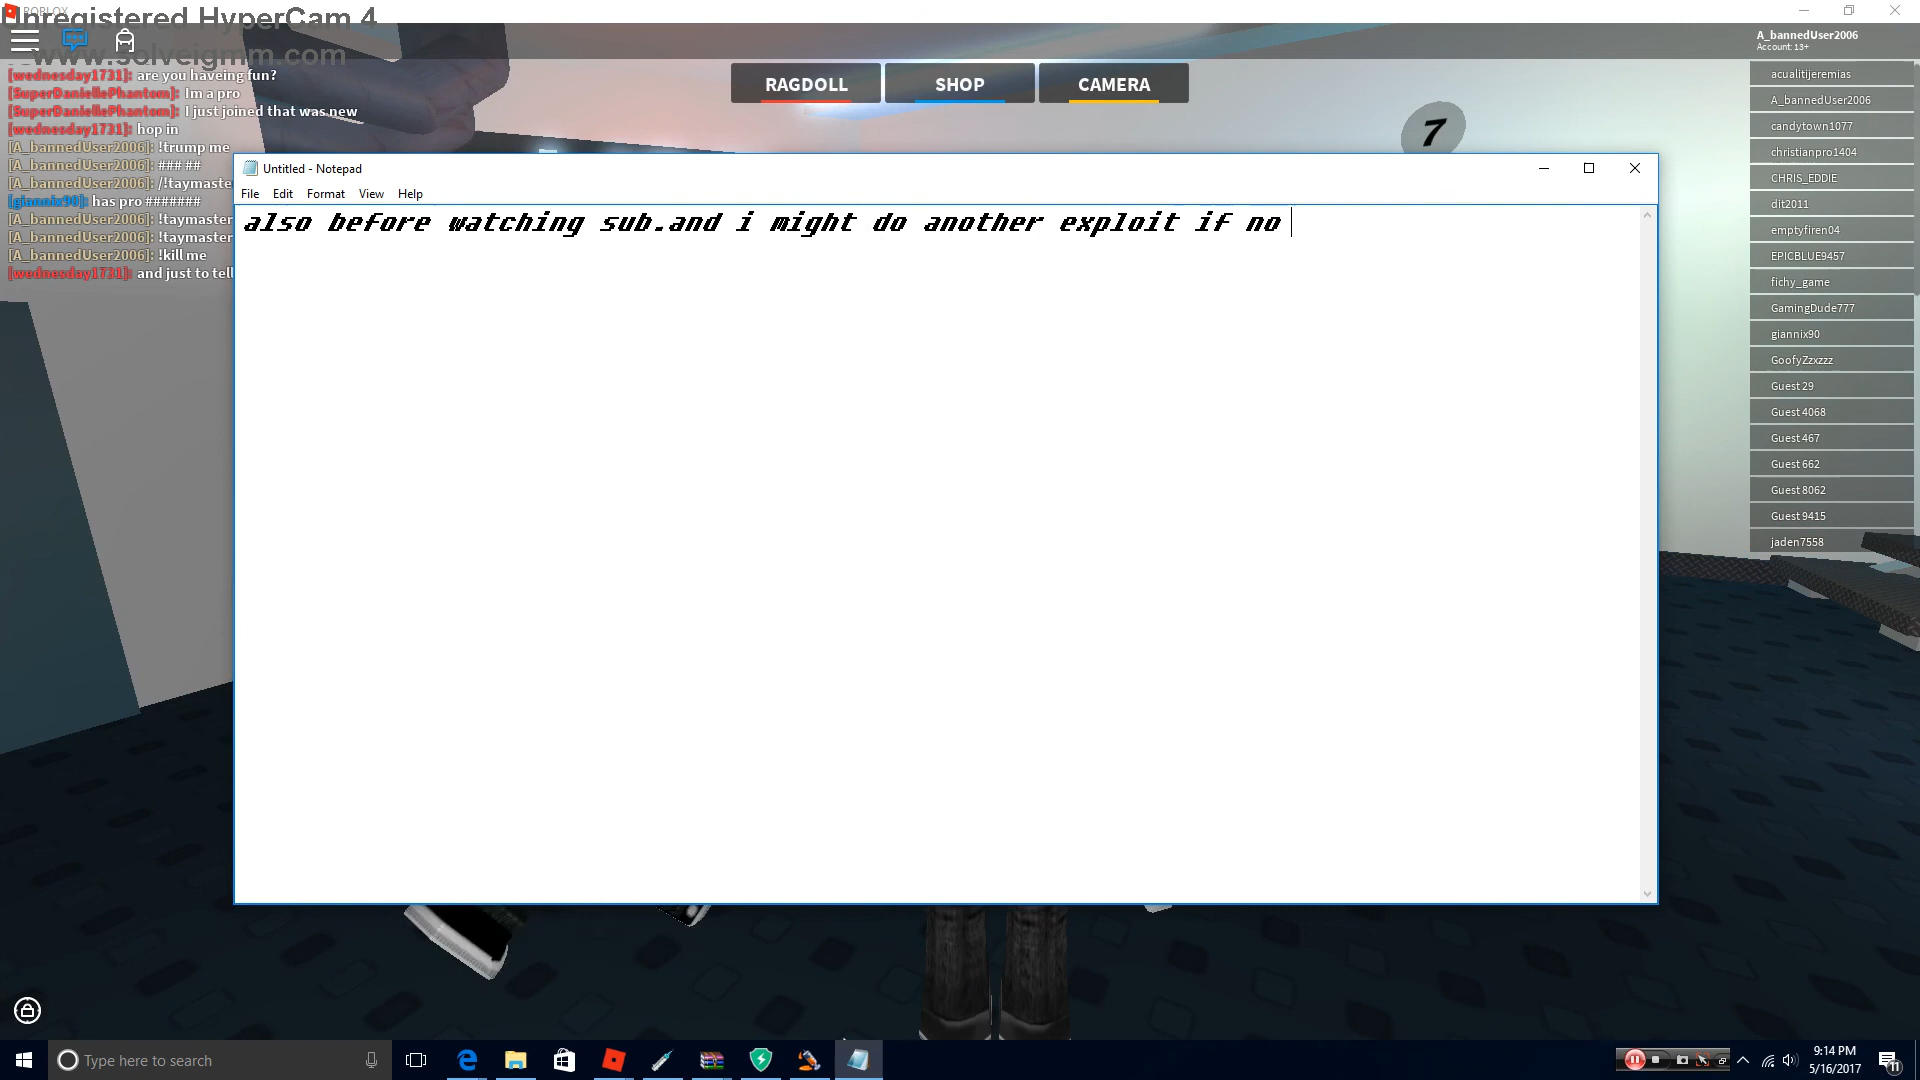 Unregistered HyperCam 4
www.solveigmm.com
ROBLOX
A_bannedUser2006
Account: 13+
[wednesday1731]: are you haveing fun?
[SuperDaniellePhantom]: Im a pro
[SuperDaniellePhantom]: I just joined that was new
[wednesday1731]: hop in
[A_bannedUser2006]: !trump me
[A_bannedUser2006]: ### ##
[A_bannedUser2006]: /!taymaster
[giannix90]: has pro #######
[A_bannedUser2006]: !taymaster
[A_bannedUser2006]: !taymaster
[A_bannedUser2006]: !kill me
[wednesday1731]: and just to tell
RAGDOLL
SHOP
CAMERA
7
Untitled - Notepad
File Edit Format View Help
also before watching sub.and i might do another exploit if no
acualitijeremias
A_bannedUser2006
candytown1077
christianpro1404
CHRIS_EDDIE
dit2011
emptyfiren04
EPICBLUE9457
fichy_game
GamingDude777
giannix90
GoofyZzxzzz
Guest 29
Guest 4068
Guest 467
Guest 662
Guest 8062
Guest 9415
jaden7558
Type here to search
9:14 PM
5/16/2017
11